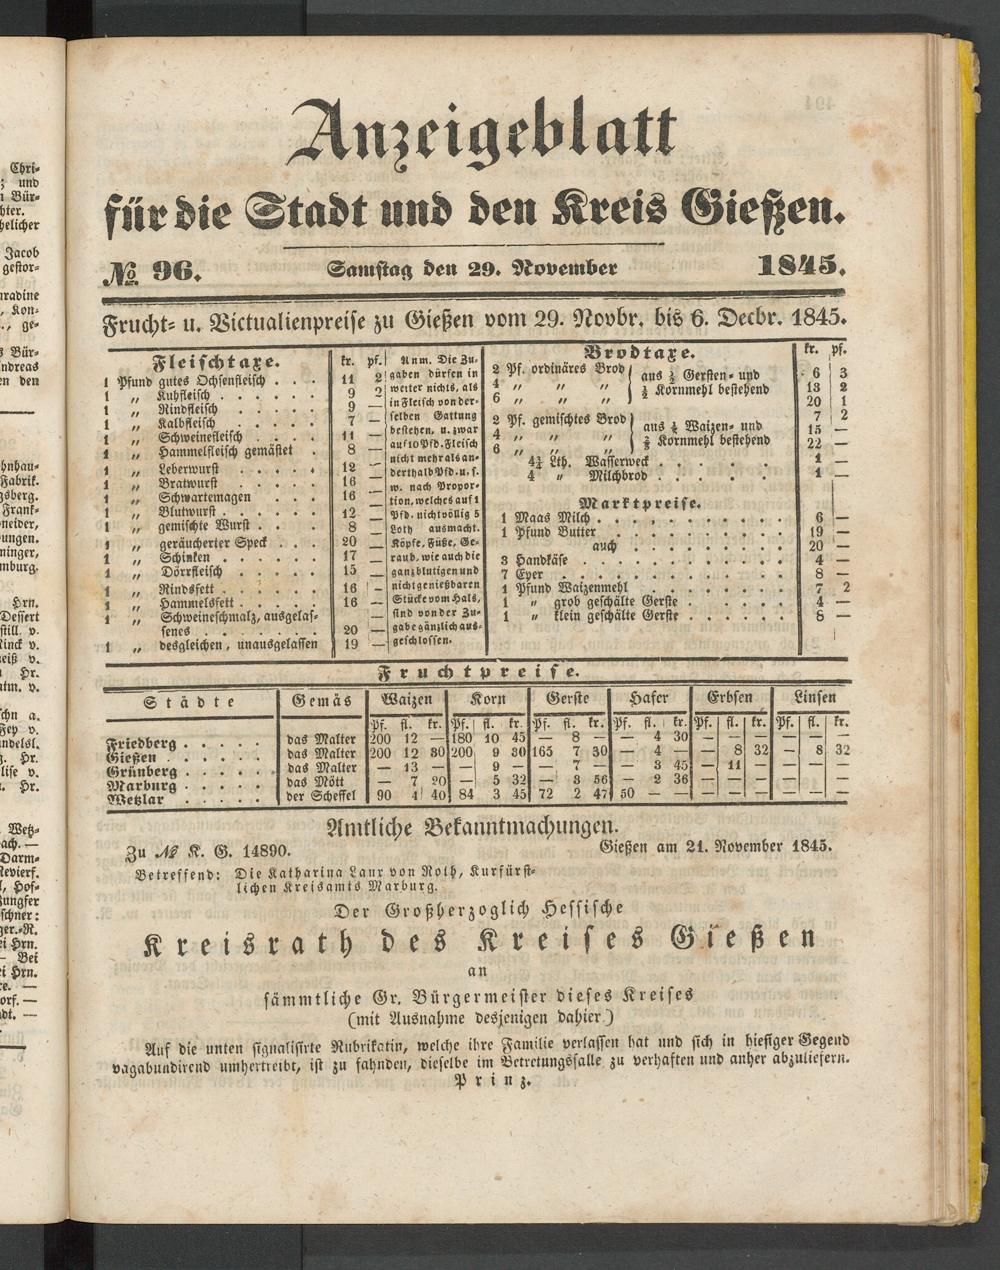 Anzeigeblatt
für die Stadt und den Kreis Gießen.
№ 96. Samstag den 29. November 1845.
Frucht- u. Victualienpreise zu Gießen vom 29. Novbr. bis 6. Decbr. 1845.
Fleischtaxe. kr. pf.
1 Pfund gutes Ochsenfleisch . . . 11 2
1 „ Kuhfleisch . . . . . 9 2
1 „ Rindfleisch . . . . . 9 —
1 „ Kalbfleisch . . . . . 7 —
1 „ Schweinefleisch . . . . 11 —
1 „ Hammelfleisch gemästet . 8 —
1 „ Leberwurst . . . . . 12 —
1 „ Bratwurst . . . . . 16 —
1 „ Schwartemagen . . . 16 —
1 „ Blutwurst . . . . . 12 —
1 „ gemischte Wurst . . . 8 —
1 „ geräucherter Speck . . . 20 —
1 „ Schinken . . . . . 17 —
1 „ Dörrfleisch . . . . . 15 —
1 „ Rindsfett . . . . . 16 —
1 „ Hammelsfett . . . . . 16 —
1 „ Schweineschmalz, ausgelas-
senes . . . . . 20 —
1 „ desgleichen, unausgelassen 19 —
Anm. Die Zu-
gaben dürfen in
weiter nichts, als
in Fleisch von der-
selben Gattung
bestehen, u. zwar
auf 10 Pfd. Fleisch
nicht mehr als an-
derthalb Pfd. u. s.
w. nach Propor-
tion, welches auf 1
Pfd. nicht völlig 5
Loth ausmacht.
Köpfe, Füße, Ge-
raub, wie auch die
ganz blutigen und
nicht genießbaren
Stücke vom Hals,
sind von der Zu-
gabe gänzlich aus-
geschlossen.
Brodtaxe. kr. pf.
2 Pf. ordinäres Brod aus ½ Gersten- und 6 3
4 „ „ „ ½ Kornmehl bestehend 13 2
6 „ „ „ 20 1
2 Pf. gemischtes Brod aus Waizen- und 7 2
4 „ „ „ Kornmehl bestehend 15 —
6 „ „ „ 22 —
Lth. Wasserweck . . . . . 1 —
4 „ Milchbrod . . . . . 1 —
Marktpreise.
1 Maas Milch . . . . . . . . . . 6 —
1 Pfund Butter . . . . . . . . . . 19 —
auch . . . . . . . . 20 —
3 Handkäse . . . . . . . . . . 4 —
7 Eyer . . . . . . . . . . 8 —
1 Pfund Waizenmehl . . . . . . . 7 2
1 „ grob geschälte Gerste . . . . . 4 —
1 „ klein geschälte Gerste . . . . . 8 —
Fruchtpreise.
Städte Gemäs Waizen Korn Gerste Hafer Erbsen Linsen
Pf. fl. kr. Pf. fl. kr. Pf. fl. kr. Pf. fl. kr. Pf. fl. kr. Pf. fl. kr.
Friedberg . . . . . das Malter 200 12 — 180 10 45 — 8 — — 4 30 — — — — — —
Gießen . . . . . das Malter 200 12 30 200 9 30 165 7 30 — 4 — — 8 32 — 8 32
Grünberg . . . . . das Malter — 13 — — 9 — — 7 — — 3 45 — 11 — — — —
Marburg . . . . . das Mött — 7 20 — 5 32 — 3 56 — 2 36 — — — — — —
Wetzlar . . . . . der Scheffel 90 4 40 84 3 45 72 2 47 50 — — — — — — — —
Amtliche Bekanntmachungen.
Zu № K. G. 14890. Gießen am 21. November 1845.
Betreffend: Die Katharina Laux von Roth, Kurfürst-
lichen Kreisamts Marburg.
Der Großherzoglich Hessische
Kreisrath des Kreises Gießen
an
sämmtliche Gr. Bürgermeister dieses Kreises
(mit Ausnahme desjenigen dahier)
Auf die unten signalisirte Rubrikatin, welche ihre Familie verlassen hat und sich in hiesiger Gegend
vagabundirend umhertreibt, ist zu fahnden, dieselbe im Betretungsfalle zu verhaften und anher abzuliefern.
Prinz.